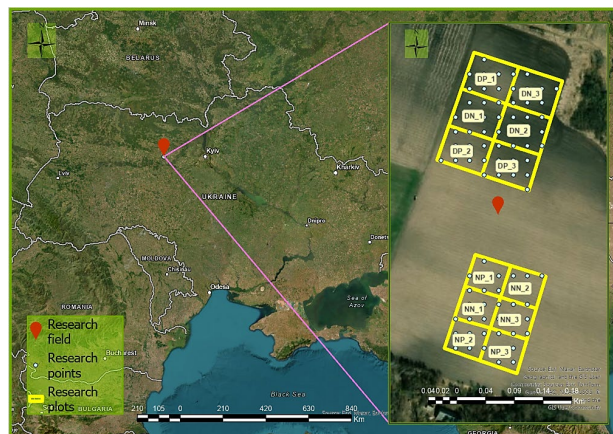 Minsk
BELARUS
Kyiv
Lviv
Kharkiv
UKRAINE
Dnipro
Donets
MOLDOVA
Chisinau
Odesa
Sea of
Azov
ROMANIA
Bucharest
BULGARIA
Black Sea
Research
field
Research
points
Research
plots
210 105 0 210 420 630 840
Km
DP_1
DN_3
DN_1
DN_2
DP_2
DP_3
NP_1
NN_2
NN_1
NN_3
NP_2
NP_3
0.04 0.02 0 0.04 0.09 0.13 0.18
Km
GEORGIA